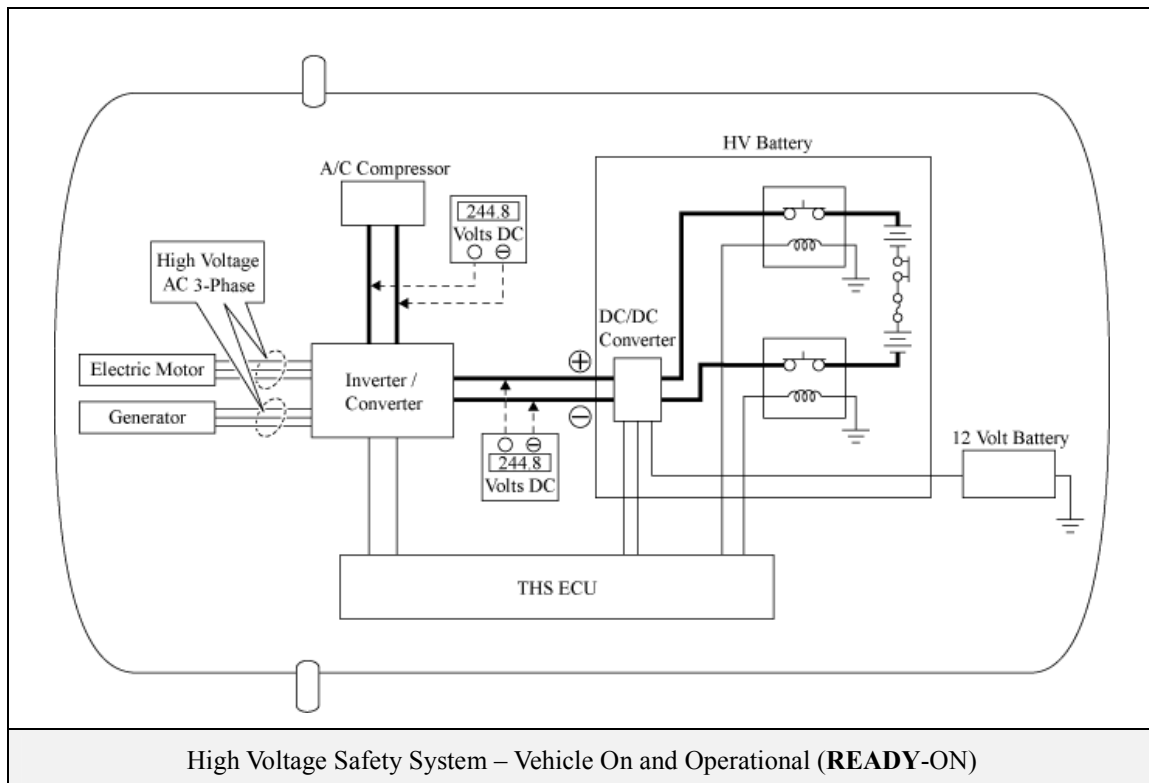 HV Battery
A/C Compressor
244.8
Volts DC
High Voltage
AC 3-Phase
DC/DC
Converter
+
Electric Motor
Inverter /
Converter
Generator
−
244.8
Volts DC
12 Volt Battery
THS ECU
High Voltage Safety System – Vehicle On and Operational (READY-ON)